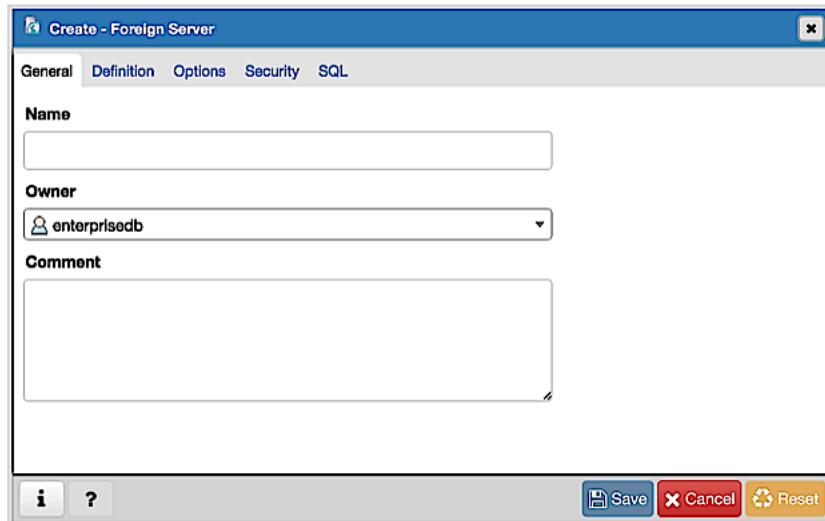 Create - Foreign Server
General Definition Options Security SQL
Name
Owner
enterprisedb
Comment
i ? Save Cancel Reset